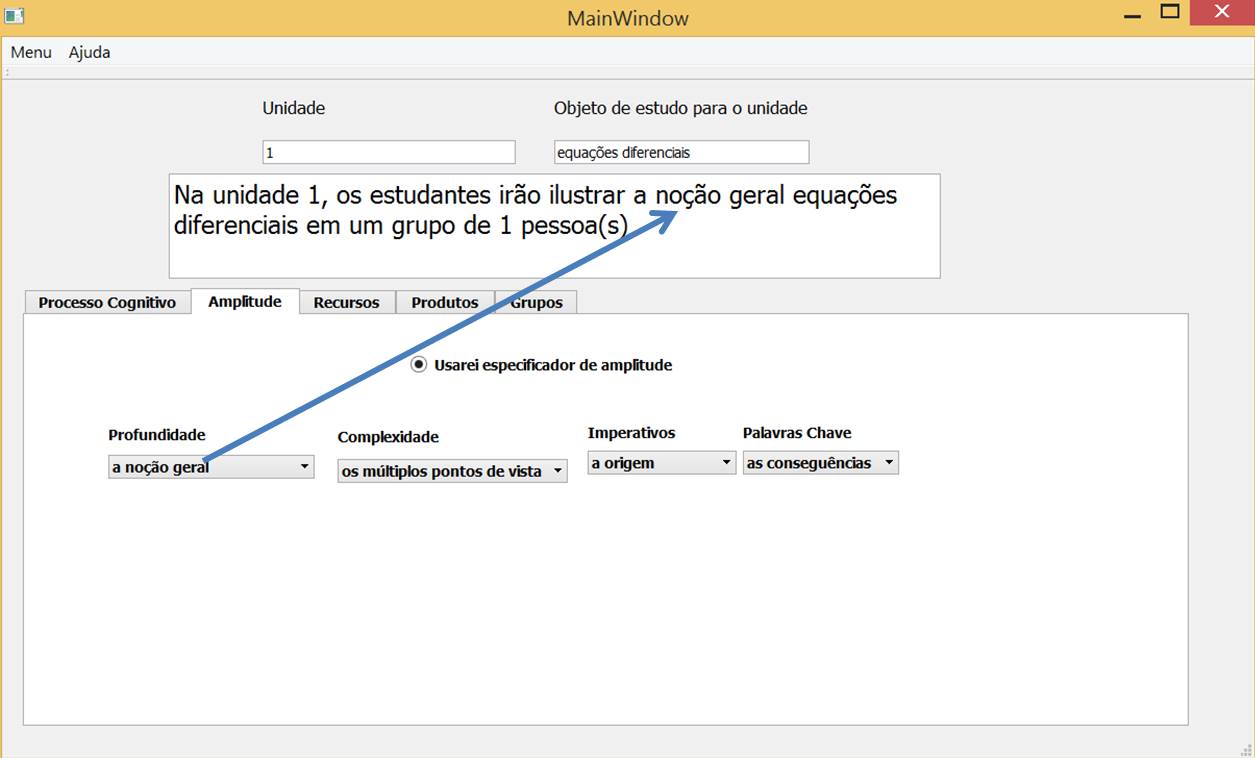 MainWindow
Menu Ajuda
Unidade Objeto de estudo para o unidade
1 equações diferenciais
Na unidade 1, os estudantes irão ilustrar a noção geral equações
diferenciais em um grupo de 1 pessoa(s)
Processo Cognitivo Amplitude Recursos Produtos Grupos
Usarei especificador de amplitude
Profundidade Complexidade Imperativos Palavras Chave
a noção geral os múltiplos pontos de vista a origem as conseguências